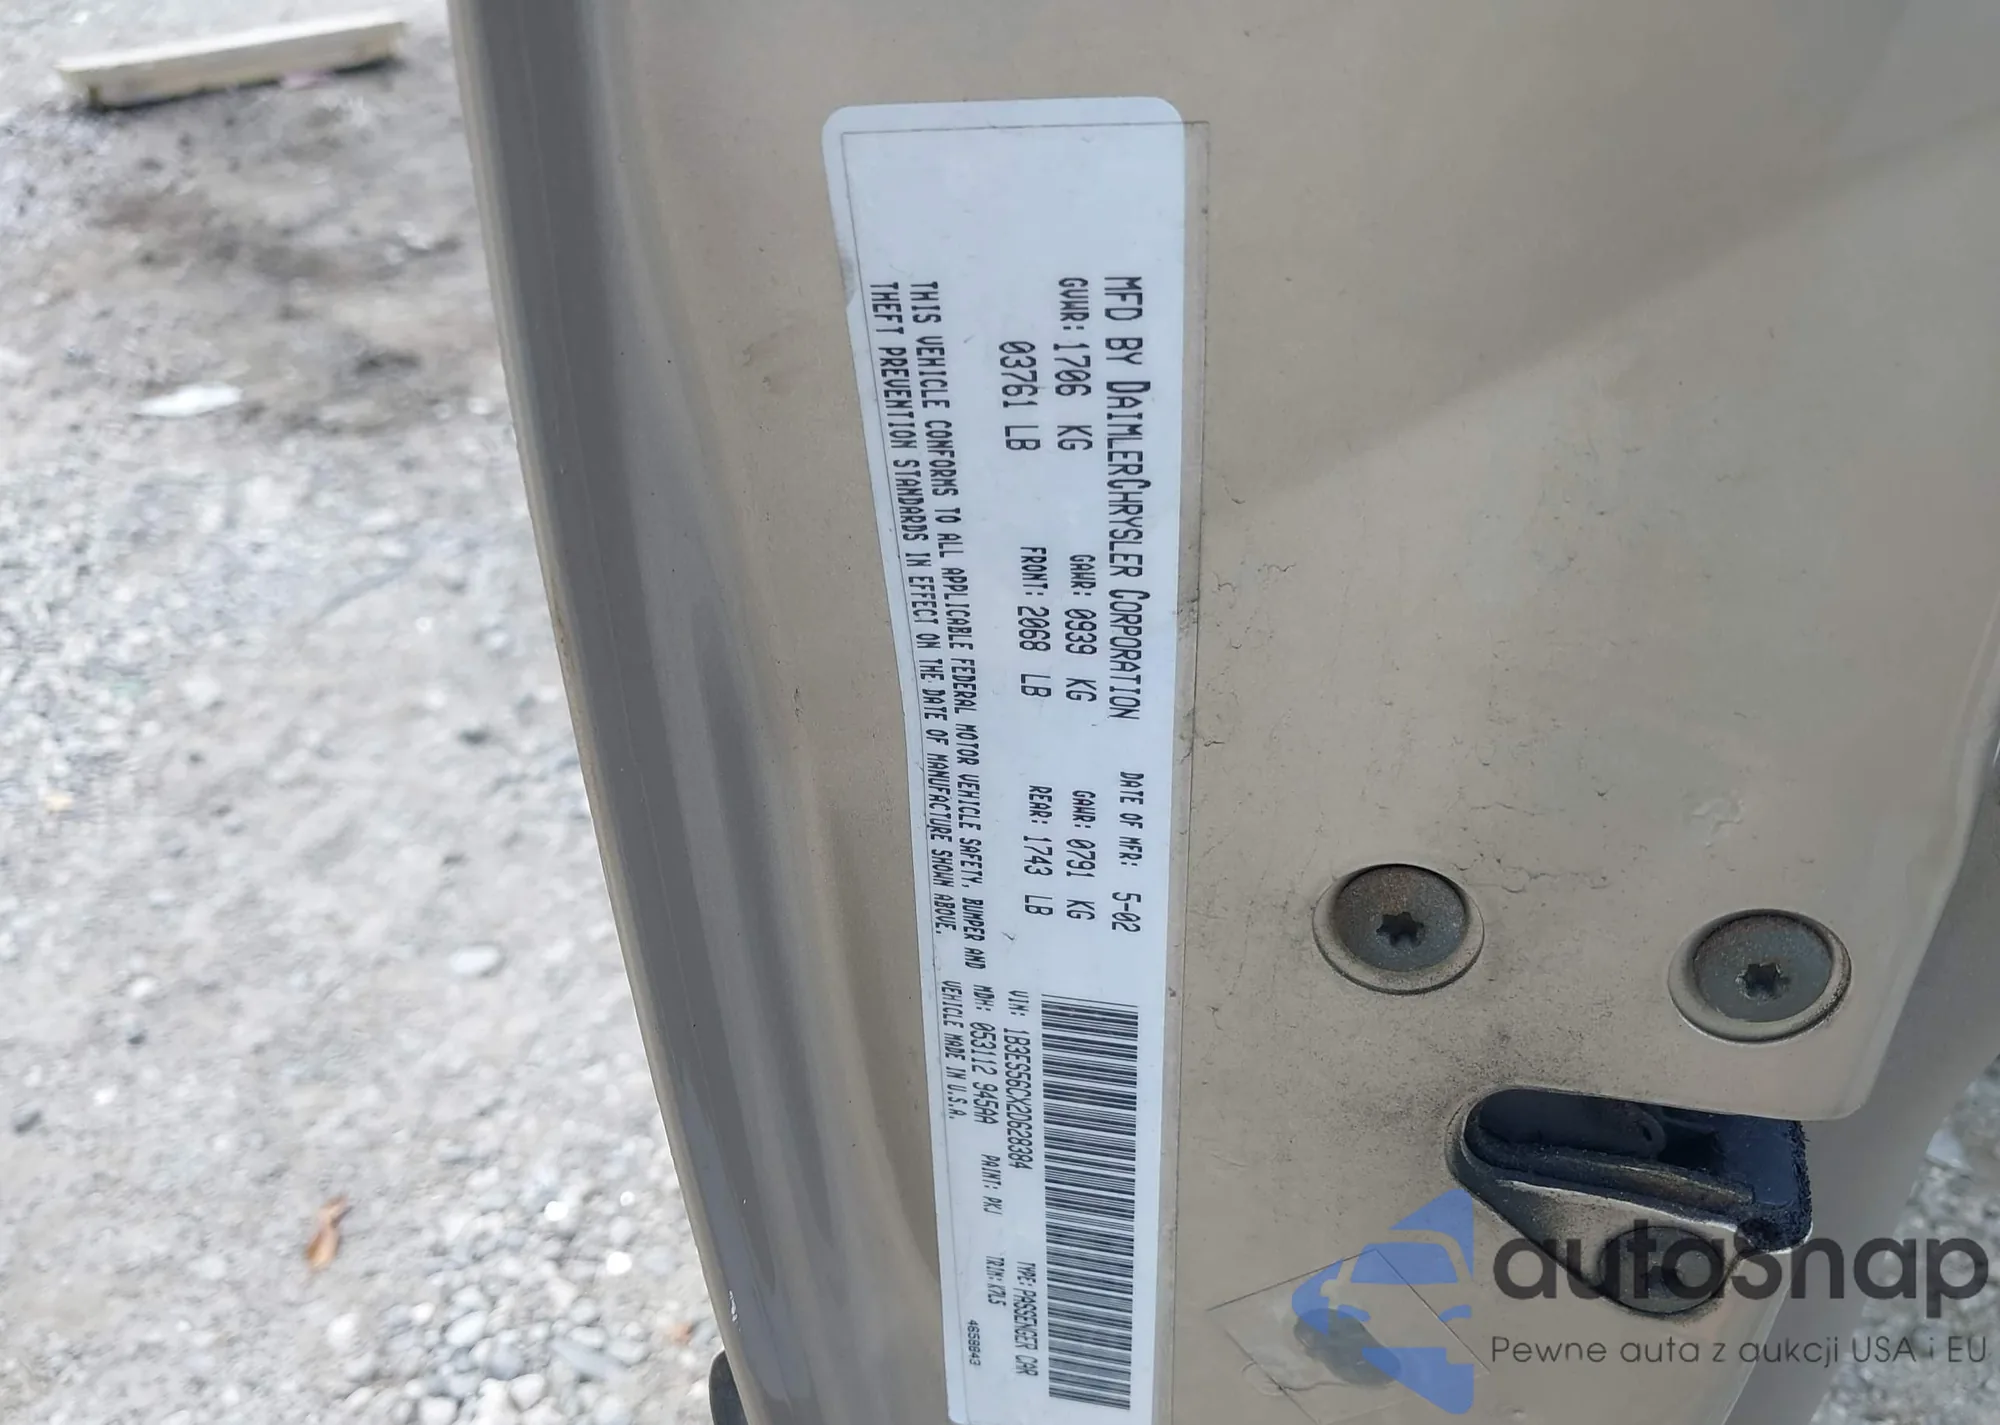 MFD BY DAIMLERCHRYSLER CORPORATION DATE OF MFR: 5-02
GVWR: 1706 KG GAWR: 0939 KG GAWR: 0791 KG
03761 LB FRONT: 2068 LB REAR: 1743 LB
VIN: 1B3ES56CX2D628384 TYPE: PASSENGER CAR
THIS VEHICLE CONFORMS TO ALL APPLICABLE FEDERAL MOTOR VEHICLE SAFETY, BUMPER AND
THEFT PREVENTION STANDARDS IN EFFECT ON THE DATE OF MANUFACTURE SHOWN ABOVE.
MDH: 053112 945AA PAINT: PKJ TRIM: K7L5
VEHICLE MADE IN U.S.A. 4658843
autosnap
Pewne auta z aukcji USA i EU